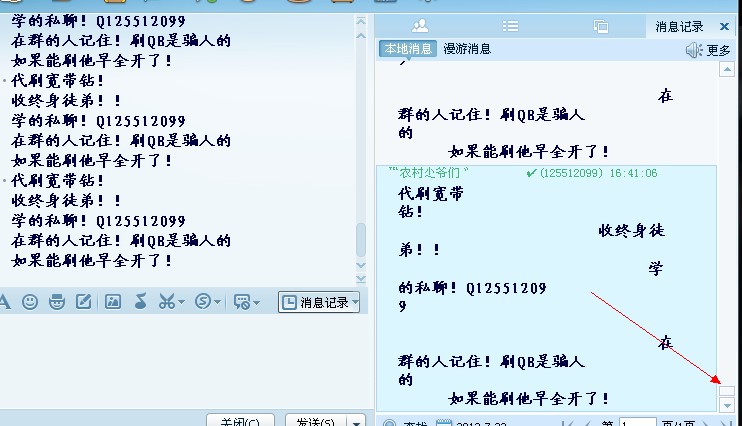 学的私聊！Q125512099
在群的人记住！刷QB是骗人的
如果能刷他早全开了！
代刷宽带钻！
收终身徒弟！！
学的私聊！Q125512099
在群的人记住！刷QB是骗人的
如果能刷他早全开了！
代刷宽带钻！
收终身徒弟！！
学的私聊！Q125512099
在群的人记住！刷QB是骗人的
如果能刷他早全开了！
消息记录
关闭(C)
发送(S)
消息记录
本地消息 漫游消息
更多
在
群的人记住！刷QB是骗人
的
如果能刷他早全开了！
农村尐爷们
(125512099) 16:41:06
代刷宽带
钻！
收终身徒
弟！！
学
的私聊！Q12551209
9
在
群的人记住！刷QB是骗人
的
如果能刷他早全开了！
查找
第 1 页/1页